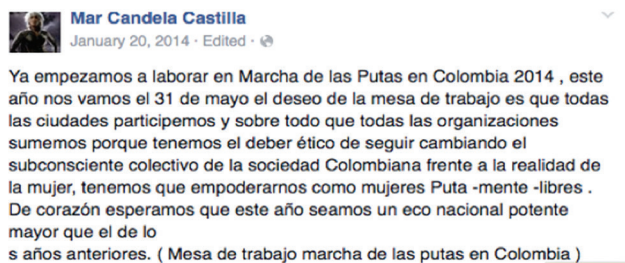 Mar Candela Castilla
January 20, 2014 · Edited ·
Ya empezamos a laborar en Marcha de las Putas en Colombia 2014 , este
año nos vamos el 31 de mayo el deseo de la mesa de trabajo es que todas
las ciudades participemos y sobre todo que todas las organizaciones
sumemos porque tenemos el deber ético de seguir cambiando el
subconsciente colectivo de la sociedad Colombiana frente a la realidad de
la mujer, tenemos que empoderarnos como mujeres Puta -mente -libres .
De corazón esperamos que este año seamos un eco nacional potente
mayor que el de lo
s años anteriores. ( Mesa de trabajo marcha de las putas en Colombia )